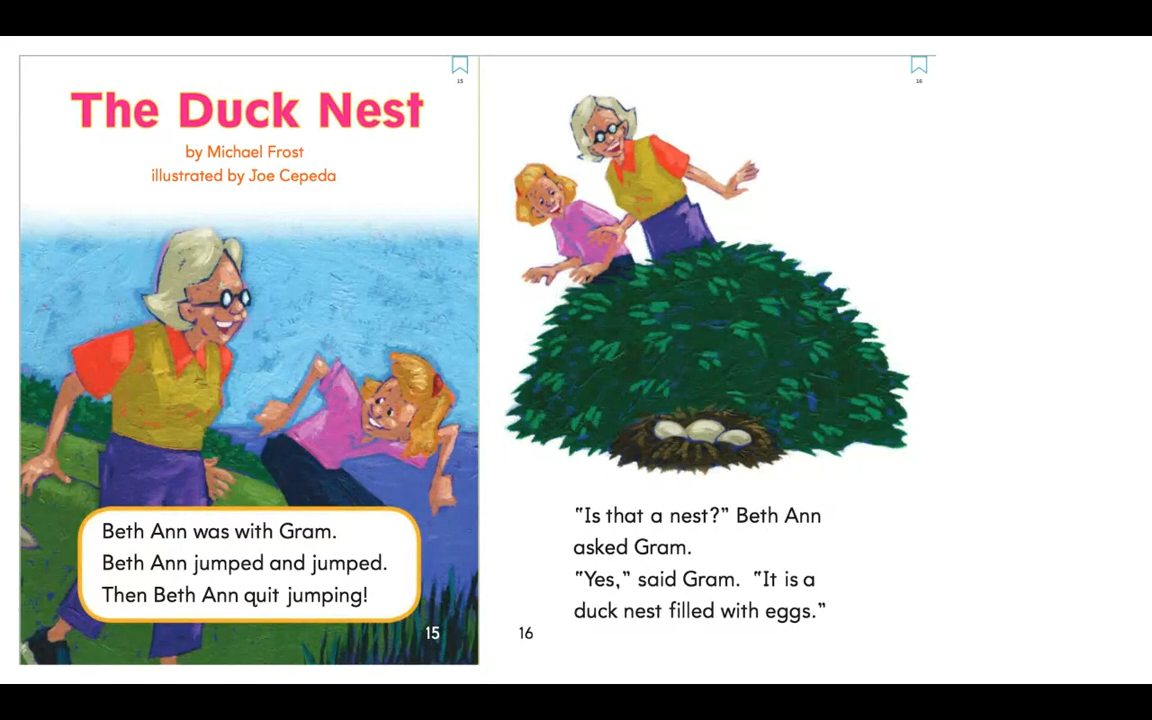 15
The Duck Nest
by Michael Frost
illustrated by Joe Cepeda
Beth Ann was with Gram.
Beth Ann jumped and jumped.
Then Beth Ann quit jumping!
15
16
“Is that a nest?” Beth Ann
asked Gram.
“Yes,” said Gram.  “It is a
duck nest filled with eggs.”
16